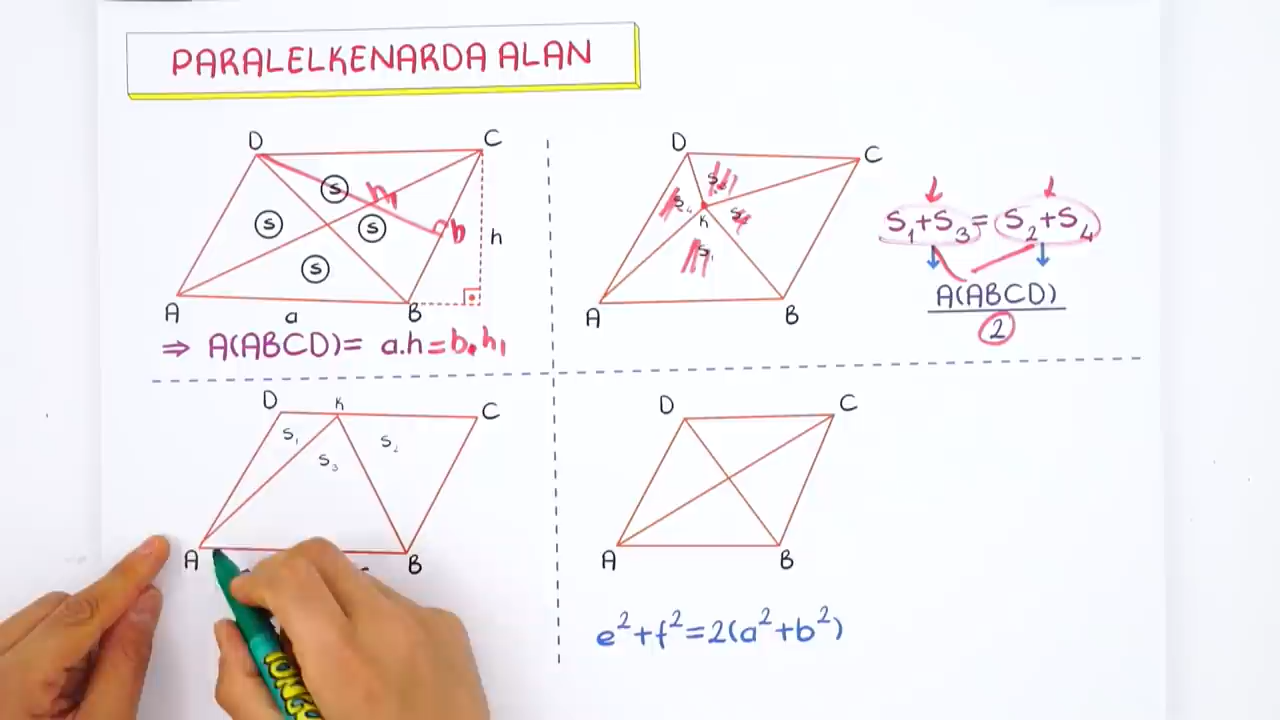 PARALELKENARDA ALAN
D
C
S
h₁
S
S
b
h
S
A
a
B
⇒ A(ABCD)= a.h=b.h₁
D
C
K
A
B
S₁+S₃=S₂+S₄
A(ABCD)
2
D
K
C
S₁
S₂
S₃
A
B
D
C
A
B
e²+f²=2(a²+b²)